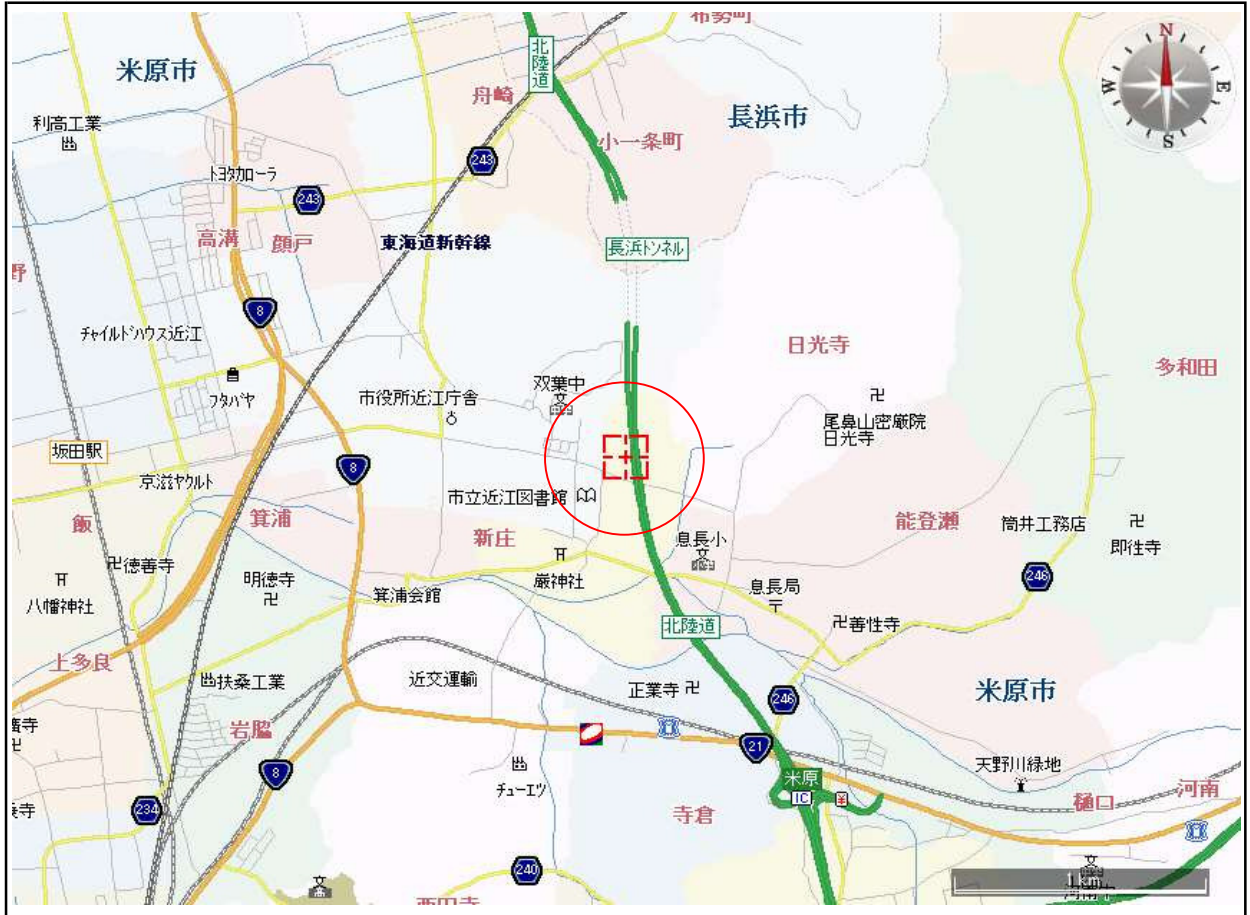 布勢町
N
W
E
S
北陸道
米原市
舟崎
長浜市
利高工業
小一条町
243
トヨタカローラ
243
高溝
顔戸
東海道新幹線
長浜トンネル
野
8
チャイルドハウス近江
日光寺
多和田
フタバヤ
市役所近江庁舎
双葉中
尾鼻山密厳院
日光寺
坂田駅
8
京滋ヤクルト
市立近江図書館
飯
箕浦
新庄
能登瀬
筒井工務店
即往寺
息長小
徳善寺
明徳寺
巌神社
246
八幡神社
箕浦会館
息長局
北陸道
善性寺
上多良
扶桑工業
近交運輸
正業寺
米原市
246
岩脇
21
8
チューエツ
米原
IC
天野川緑地
樋口
河南
234
寺倉
240
1km